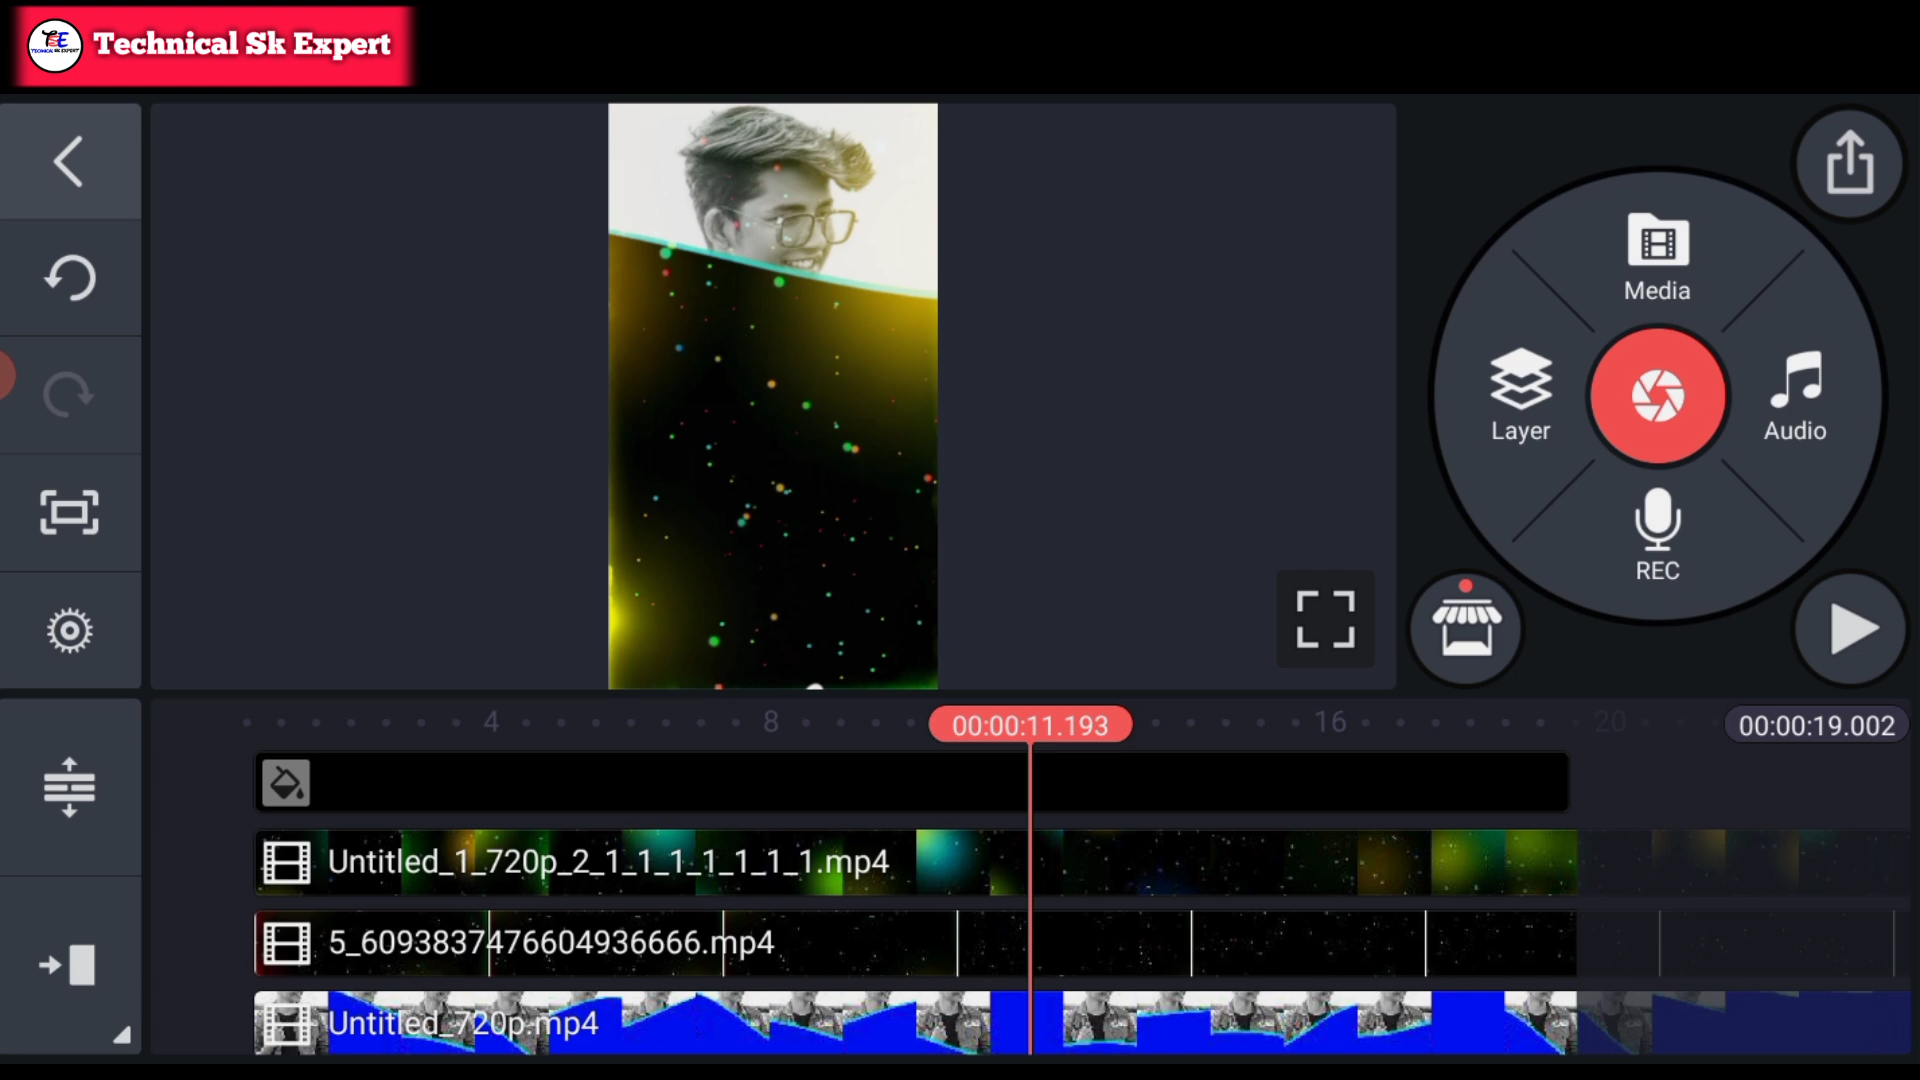 Technical Sk Expert
Media
Layer
Audio
REC
4
8
00:00:11.193
16
20
00:00:19.002
Untitled_1_720p_2_1_1_1_1_1_1_1.mp4
5_6093837476604936666.mp4
Untitled_720p.mp4